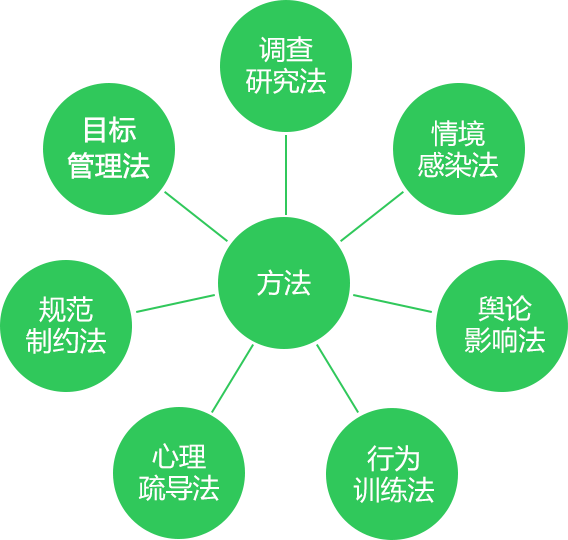 调查
研究法
目标
管理法
情境
感染法
方法
规范
制约法
舆论
影响法
心理
疏导法
行为
训练法